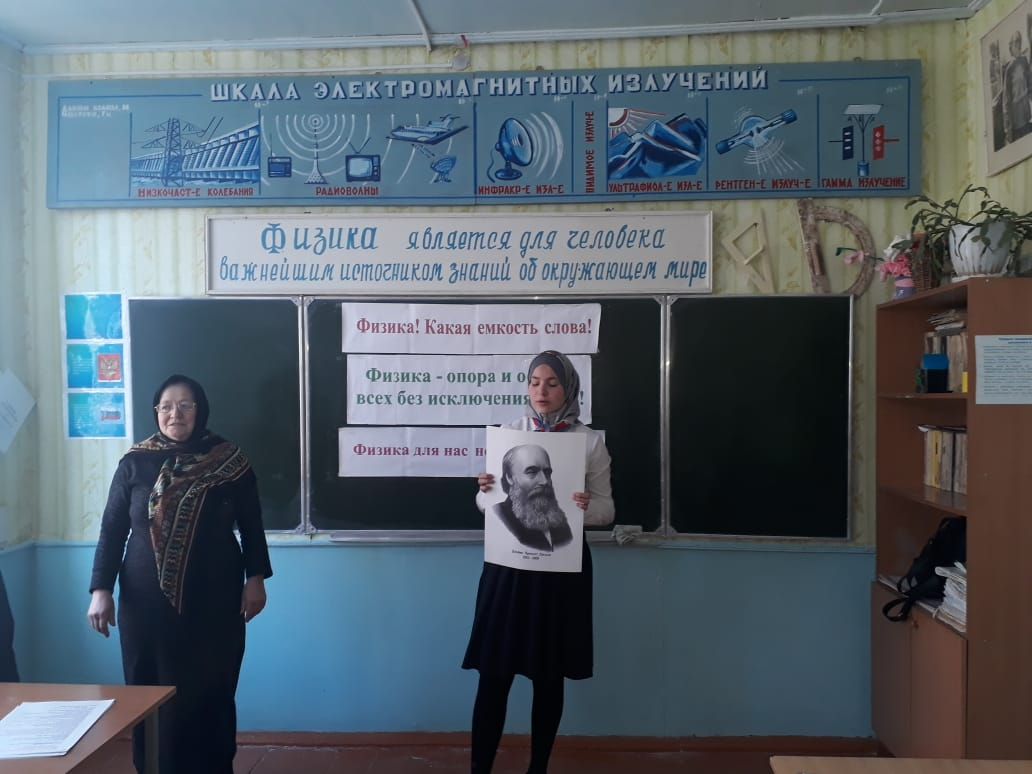 ШКАЛА ЭЛЕКТРОМАГНИТНЫХ ИЗЛУЧЕНИЙ
НИЗКОЧАСТ-Е КОЛЕБАНИЯ
РАДИОВОЛНЫ
ИНФРАКР-Е ИЗЛ-Е
ВИДИМОЕ ИЗЛУЧЕ
УЛЬТРАФИОЛ-Е ИЗЛ-Е
РЕНТГЕН-Е ИЗЛУЧ-Е
ГАММА ИЗЛУЧЕНИЕ
Физика является для человека
важнейшим источником знаний об окружающем мире
Физика! Какая емкость слова!
Физика - опора и о
всех без исключения
Физика для нас